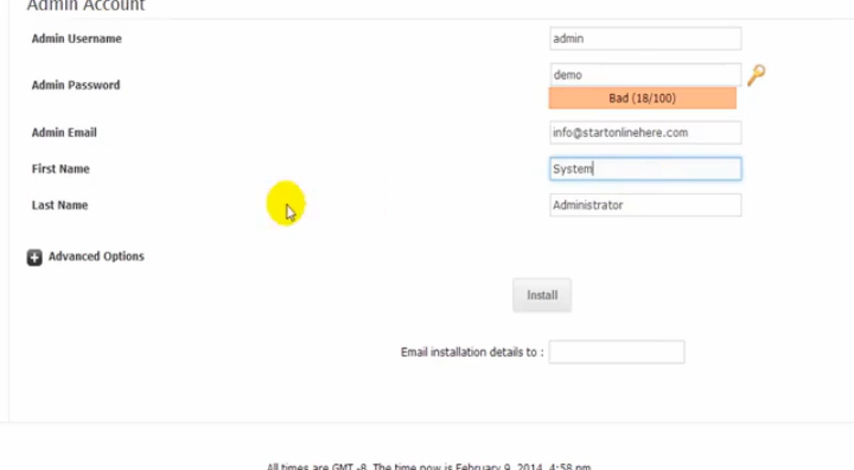 Admin Account
Admin Username
admin
Admin Password
demo
Bad (18/100)
Admin Email
info@startonlinehere.com
First Name
System
Last Name
Administrator
Advanced Options
Install
Email installation details to :
All times are GMT -8. The time now is February 9, 2014, 4:58 pm.